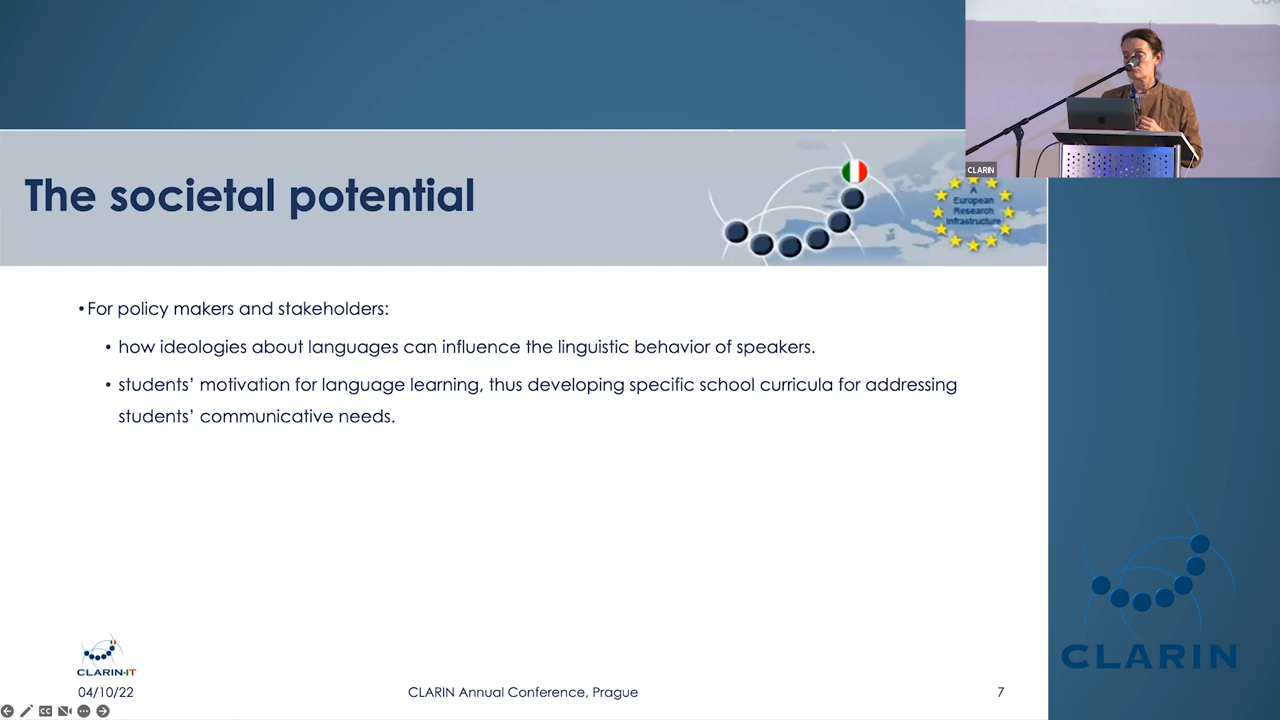 CLARIN
The societal potential
A
European
Research
Infrastructure
• For policy makers and stakeholders:
• how ideologies about languages can influence the linguistic behavior of speakers.
• students’ motivation for language learning, thus developing specific school curricula for addressing
students’ communicative needs.
CLARIN-IT
04/10/22
CLARIN Annual Conference, Prague
7
CLARIN